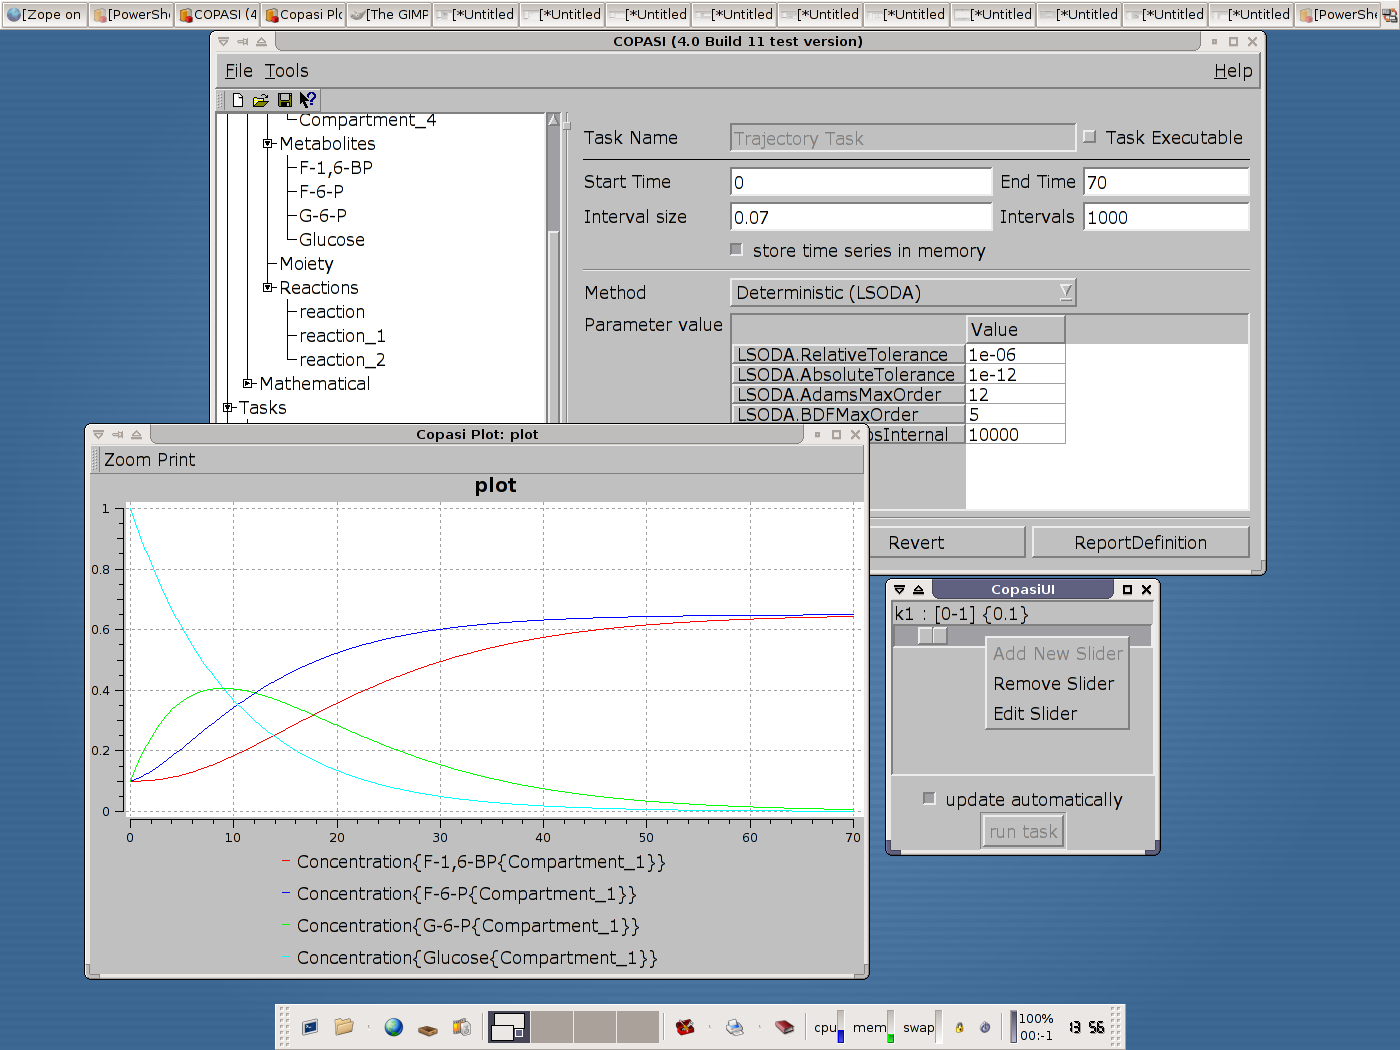 [Zope on
[PowerSh
COPASI (4
Copasi Pl
[The GIMP
[*Untitled
[*Untitled
[*Untitled
[*Untitled
[*Untitled
[*Untitled
[*Untitled
[*Untitled
[*Untitled
[*Untitled
[PowerSh
COPASI (4.0 Build 11 test version)
File Tools Help
Compartment_4
Metabolites
F-1,6-BP
F-6-P
G-6-P
Glucose
Moiety
Reactions
reaction
reaction_1
reaction_2
Mathematical
Tasks
Task Name Trajectory Task Task Executable
Start Time 0 End Time 70
Interval size 0.07 Intervals 1000
store time series in memory
Method Deterministic (LSODA)
Parameter value Value
LSODA.RelativeTolerance 1e-06
LSODA.AbsoluteTolerance 1e-12
LSODA.AdamsMaxOrder 12
LSODA.BDFMaxOrder 5
psInternal 10000
Revert ReportDefinition
Copasi Plot: plot
Zoom Print
plot
1
0.8
0.6
0.4
0.2
0
0 10 20 30 40 50 60 70
Concentration{F-1,6-BP{Compartment_1}}
Concentration{F-6-P{Compartment_1}}
Concentration{G-6-P{Compartment_1}}
Concentration{Glucose{Compartment_1}}
CopasiUI
k1 : [0-1] {0.1}
Add New Slider
Remove Slider
Edit Slider
update automatically
run task
cpu mem swap
100%
00:-1
13 56